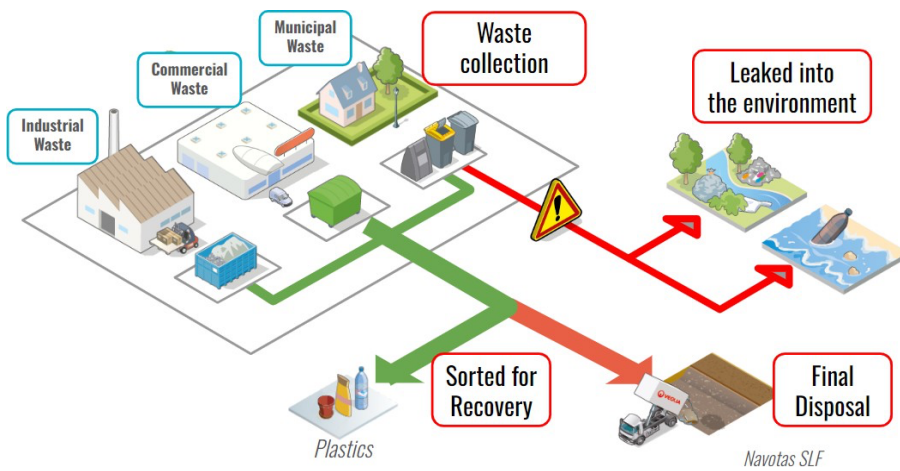 Municipal
Waste
Waste
collection
Commercial
Waste
Leaked into
the environment
Industrial
Waste
!
Sorted for
Recovery
VEOLIA
Final
Disposal
Plastics
Navotas SLF